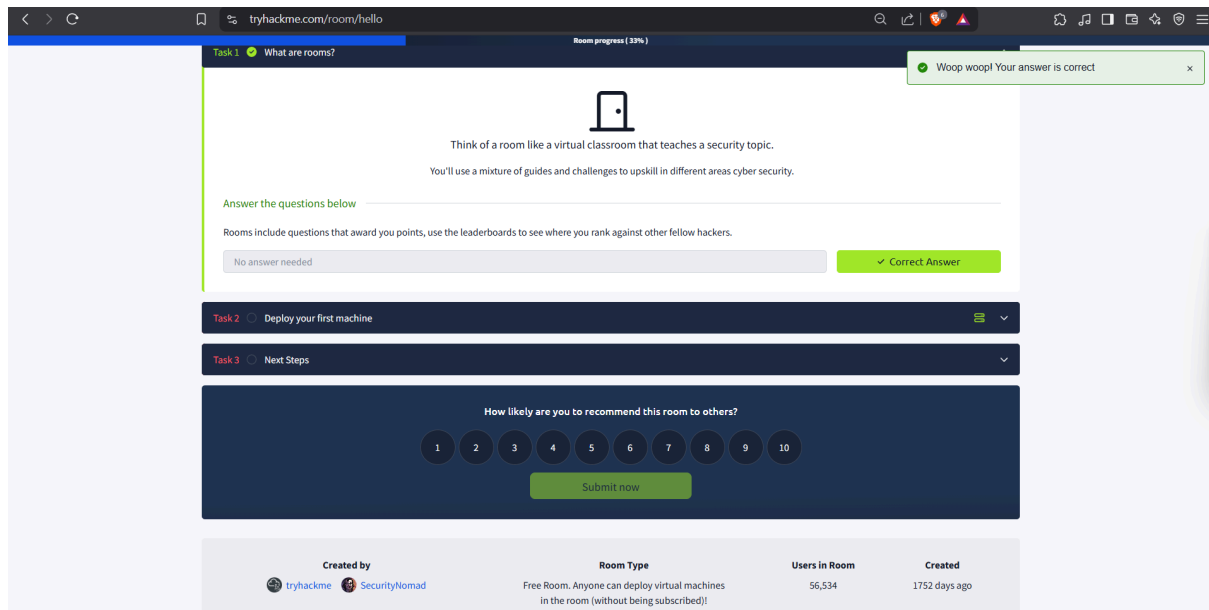 tryhackme.com/room/hello
6
Room progress ( 33% )
Task 1 What are rooms?
Woop woop! Your answer is correct
Think of a room like a virtual classroom that teaches a security topic.
You'll use a mixture of guides and challenges to upskill in different areas cyber security.
Answer the questions below
Rooms include questions that award you points, use the leaderboards to see where you rank against other fellow hackers.
No answer needed
Correct Answer
Task 2 Deploy your first machine
Task 3 Next Steps
How likely are you to recommend this room to others?
1 2 3 4 5 6 7 8 9 10
Submit now
Created by Room Type Users in Room Created
tryhackme SecurityNomad Free Room. Anyone can deploy virtual machines 56,534 1752 days ago
in the room (without being subscribed)!